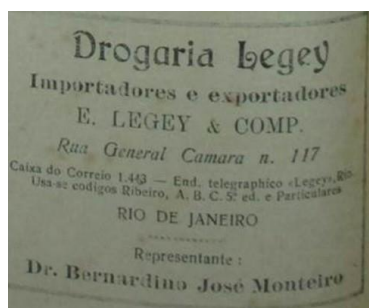 Drogaria Legey
Importadores e exportadores
E. LEGEY & COMP.
Rua General Camara n. 117
Caixa do Correio 1.443 — End. telegraphico «Legey», Rio-
Usa-se codigos Ribeiro, A. B. C. 5ª ed. e Particulares
RIO DE JANEIRO
Representante :
Dr. Bernardino José Monteiro